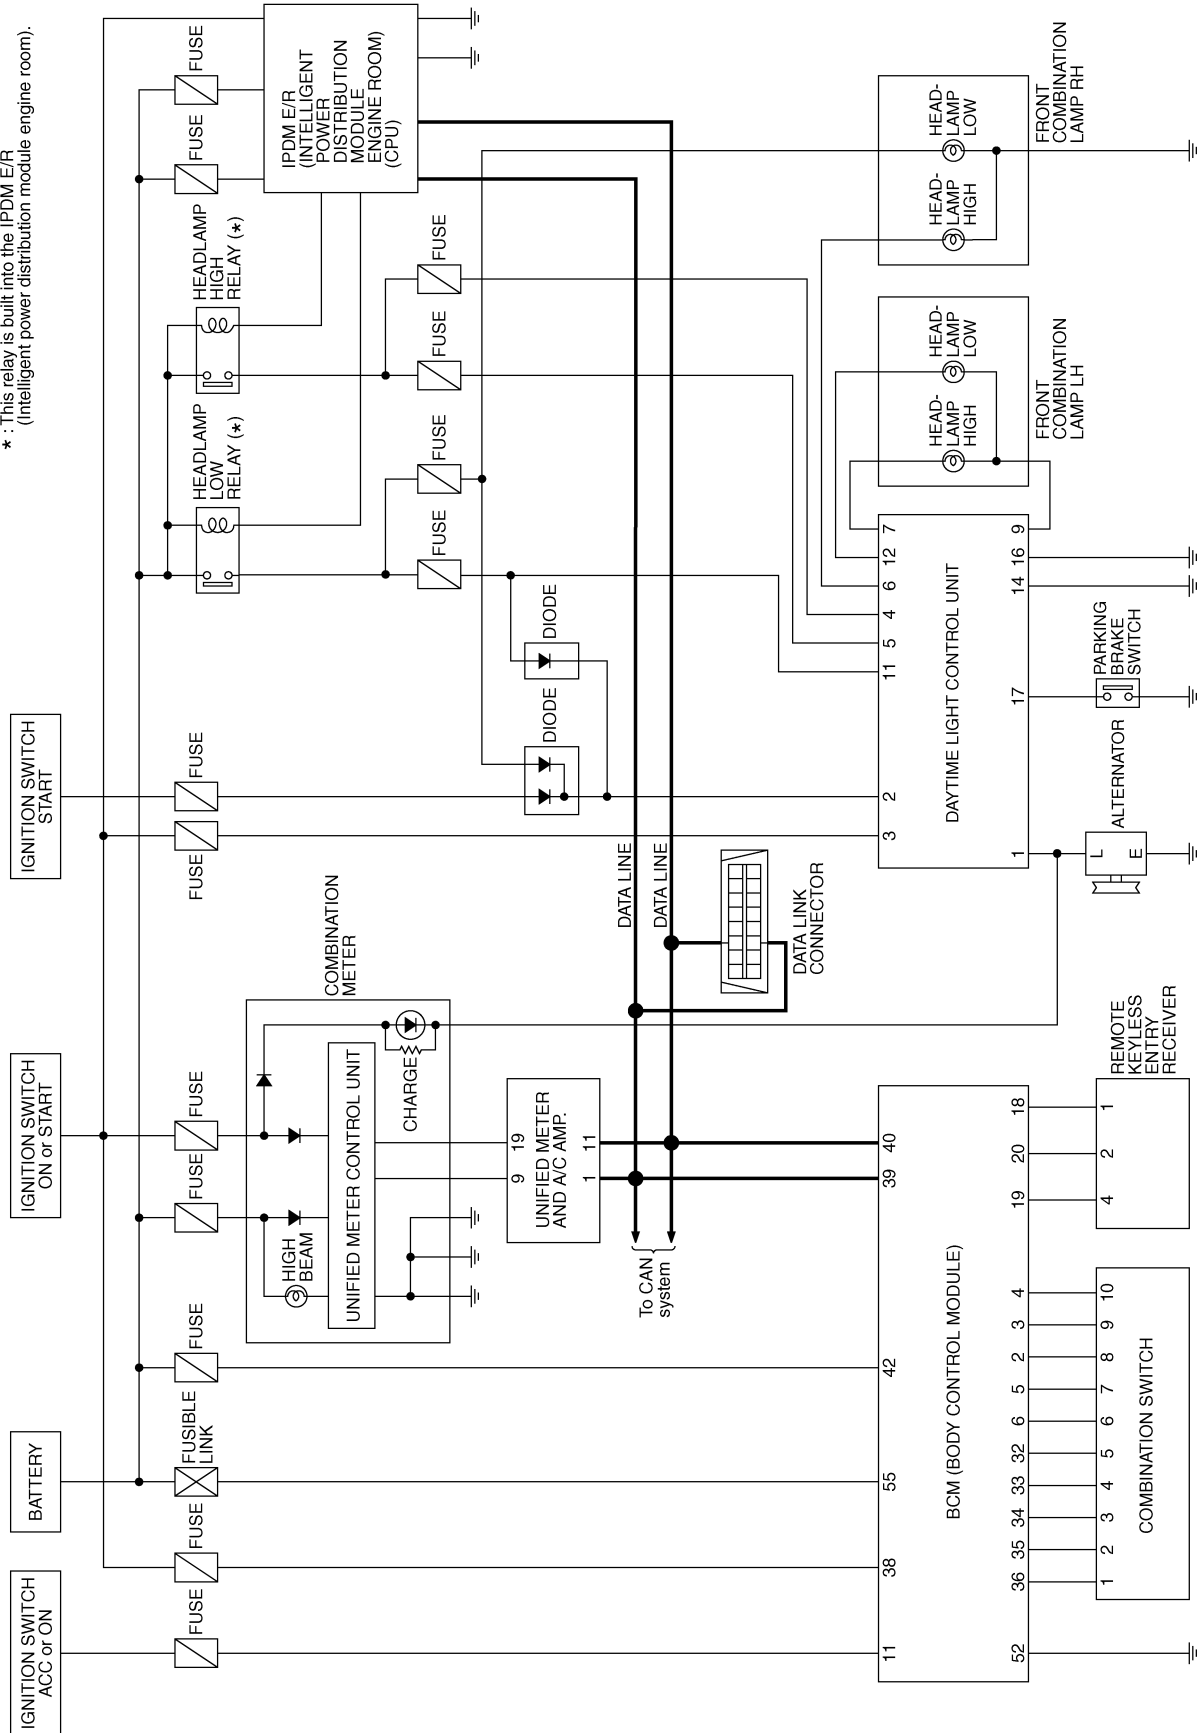 IGNITION SWITCH
ACC or ON
BATTERY
IGNITION SWITCH
ON or START
IGNITION SWITCH
START
* : This relay is built into the IPDM E/R
(Intelligent power distribution module engine room).
FUSE
FUSE
FUSIBLE
LINK
FUSE
FUSE
FUSE
FUSE
FUSE
HEADLAMP
LOW
RELAY (*)
HEADLAMP
HIGH
RELAY (*)
FUSE
FUSE
IPDM E/R
(INTELLIGENT
POWER
DISTRIBUTION
MODULE
ENGINE ROOM)
(CPU)
HIGH
BEAM
UNIFIED METER CONTROL UNIT
CHARGE
COMBINATION
METER
FUSE
FUSE
FUSE
FUSE
9
19
UNIFIED METER
AND A/C AMP.
1
11
DIODE
DIODE
To CAN
system
DATA LINE
DATA LINE
DATA LINK
CONNECTOR
11
38
55
42
39
40
BCM (BODY CONTROL MODULE)
52
36
35
34
33
32
6
5
2
3
4
19
20
18
3
2
11
5
4
6
12
7
DAYTIME LIGHT CONTROL UNIT
1
17
14
16
9
HEAD-
LAMP
HIGH
HEAD-
LAMP
LOW
FRONT
COMBINATION
LAMP LH
HEAD-
LAMP
HIGH
HEAD-
LAMP
LOW
FRONT
COMBINATION
LAMP RH
1
2
3
4
5
6
7
8
9
10
COMBINATION SWITCH
4
2
1
REMOTE
KEYLESS
ENTRY
RECEIVER
L
E
ALTERNATOR
PARKING
BRAKE
SWITCH